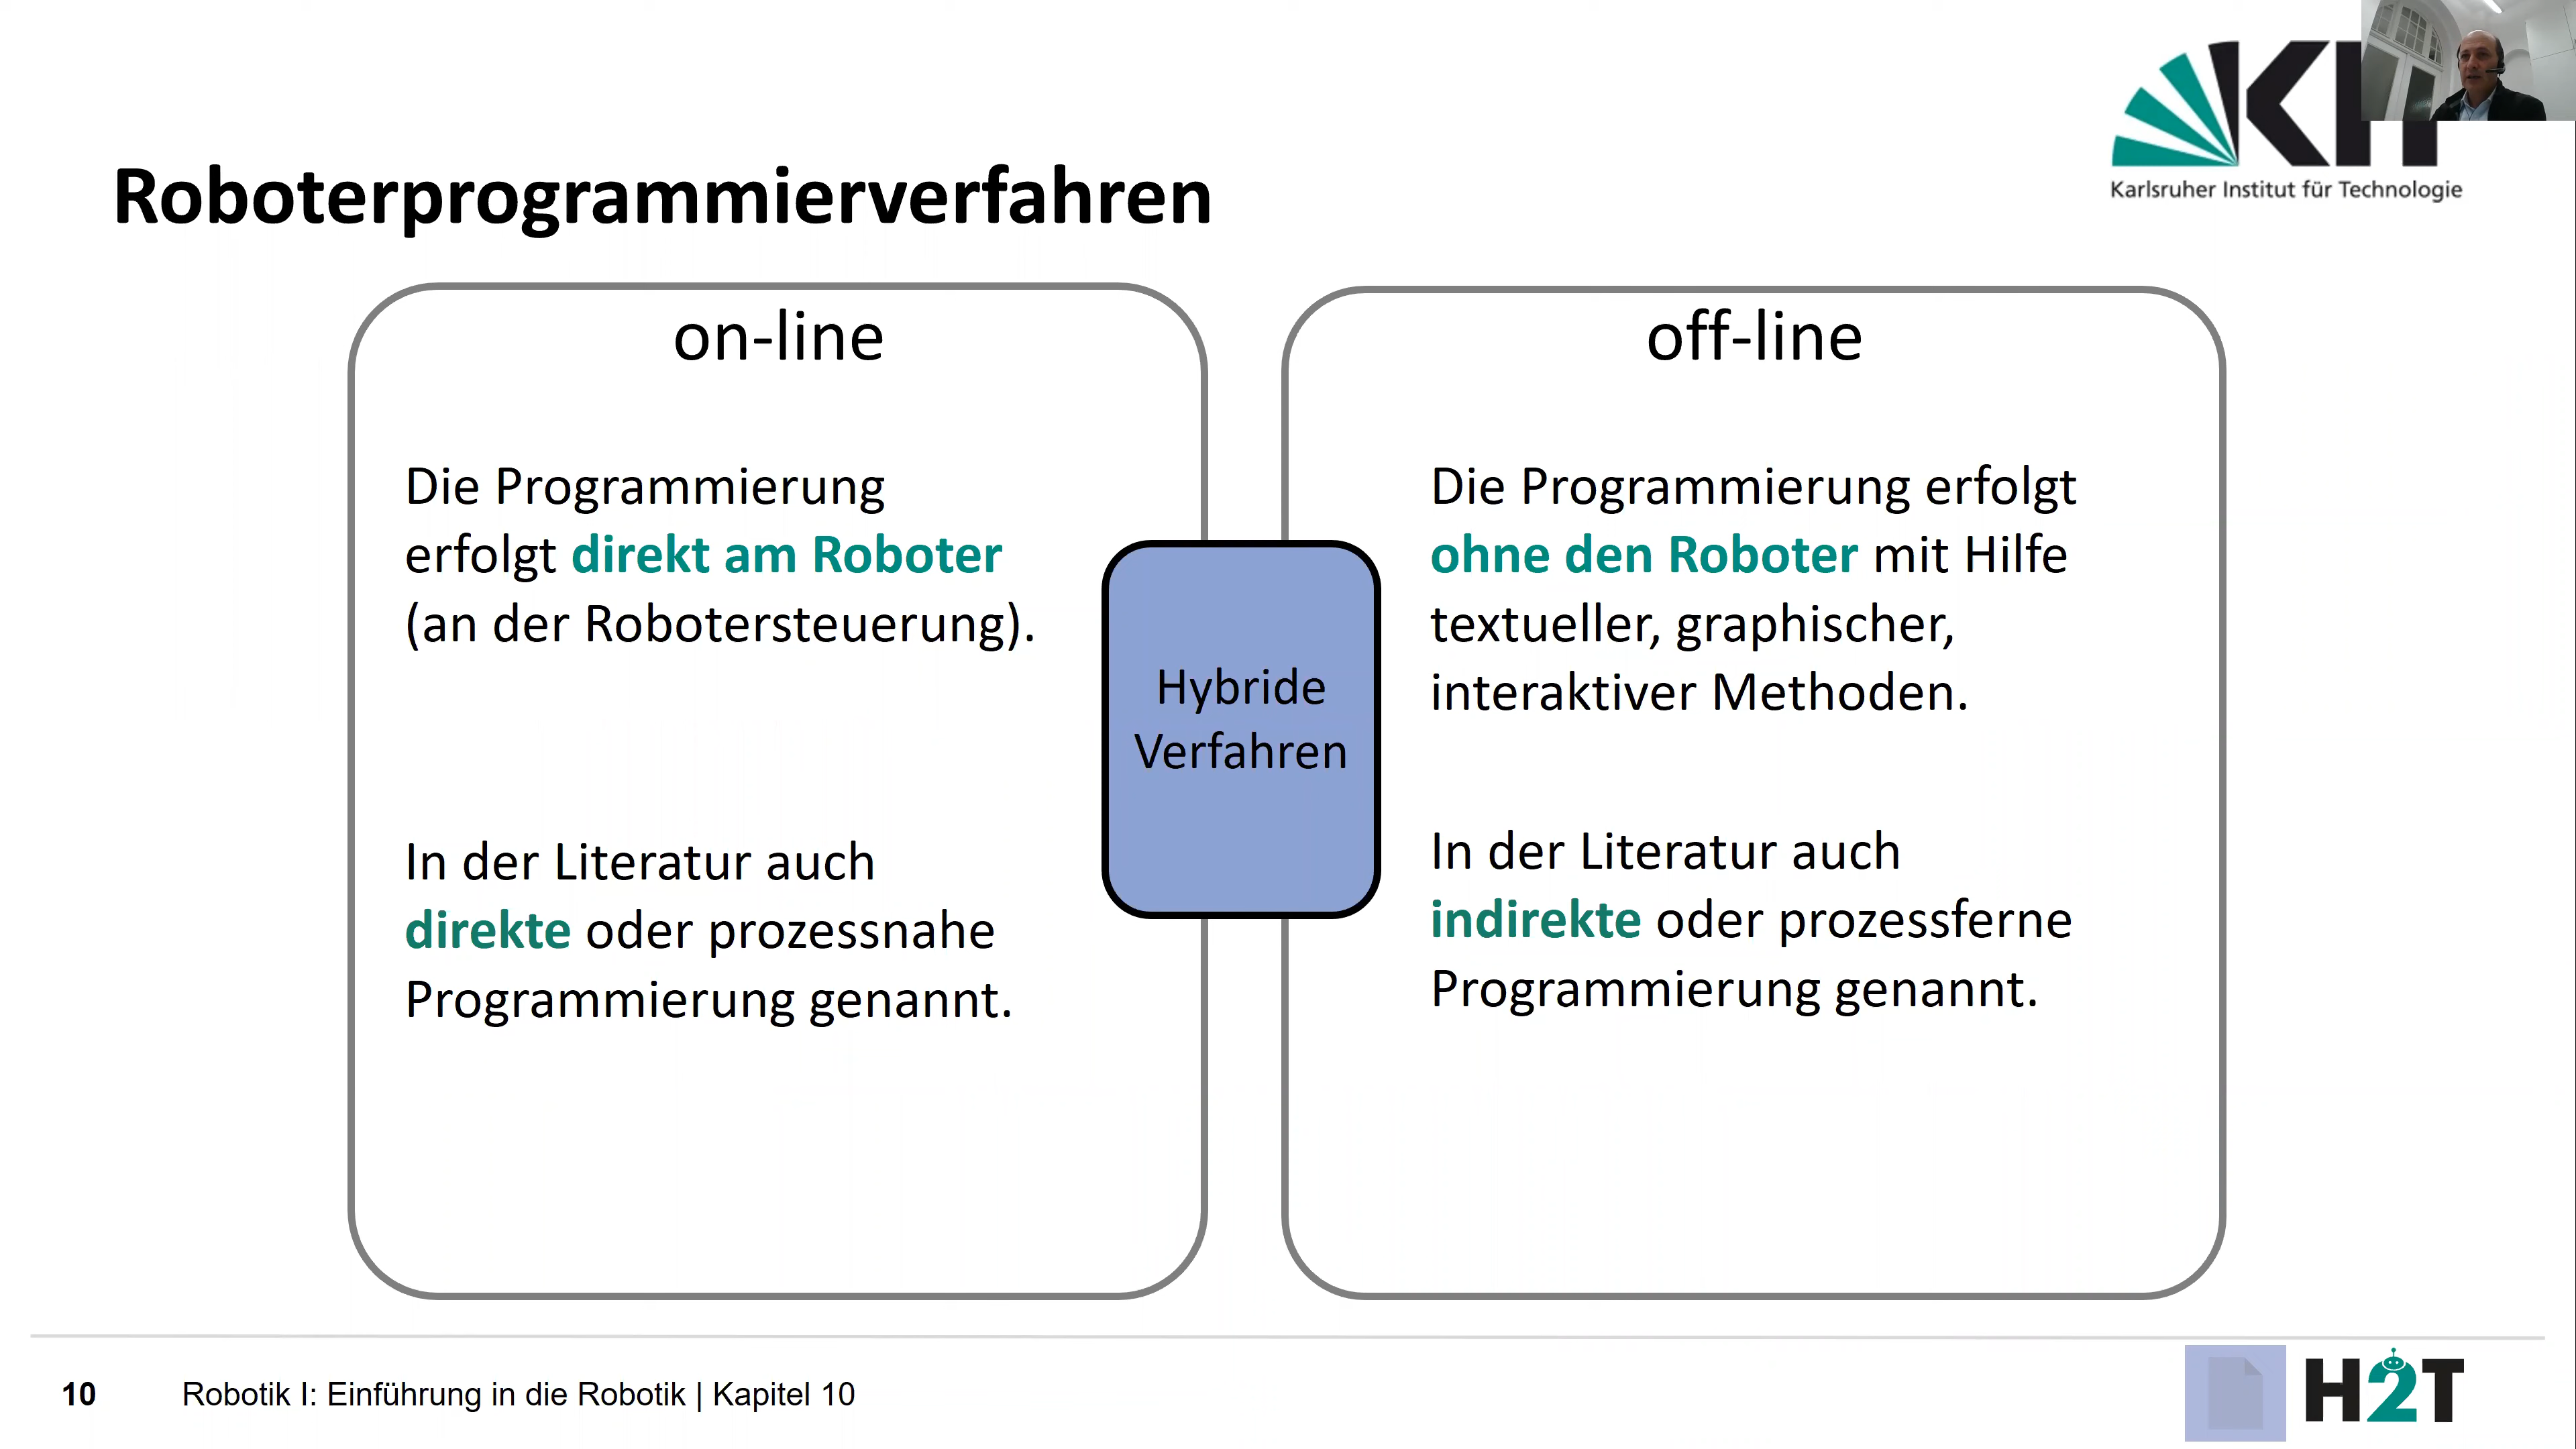 KIT
Karlsruher Institut für Technologie
Roboterprogrammierverfahren
on-line
Die Programmierung
erfolgt direkt am Roboter
(an der Robotersteuerung).
In der Literatur auch
direkte oder prozessnahe
Programmierung genannt.
Hybride
Verfahren
off-line
Die Programmierung erfolgt
ohne den Roboter mit Hilfe
textueller, graphischer,
interaktiver Methoden.
In der Literatur auch
indirekte oder prozessferne
Programmierung genannt.
10
Robotik I: Einführung in die Robotik | Kapitel 10
H2T